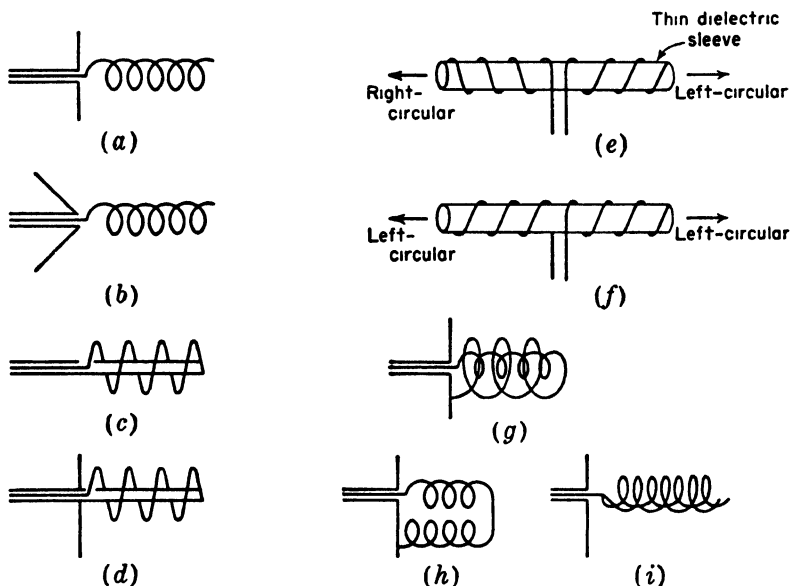 Thin dielectric
sleeve
Right-
circular
Left-circular
(a)
(e)
(b)
Left-
circular
Left-circular
(f)
(c)
(g)
(d)
(h)
(i)